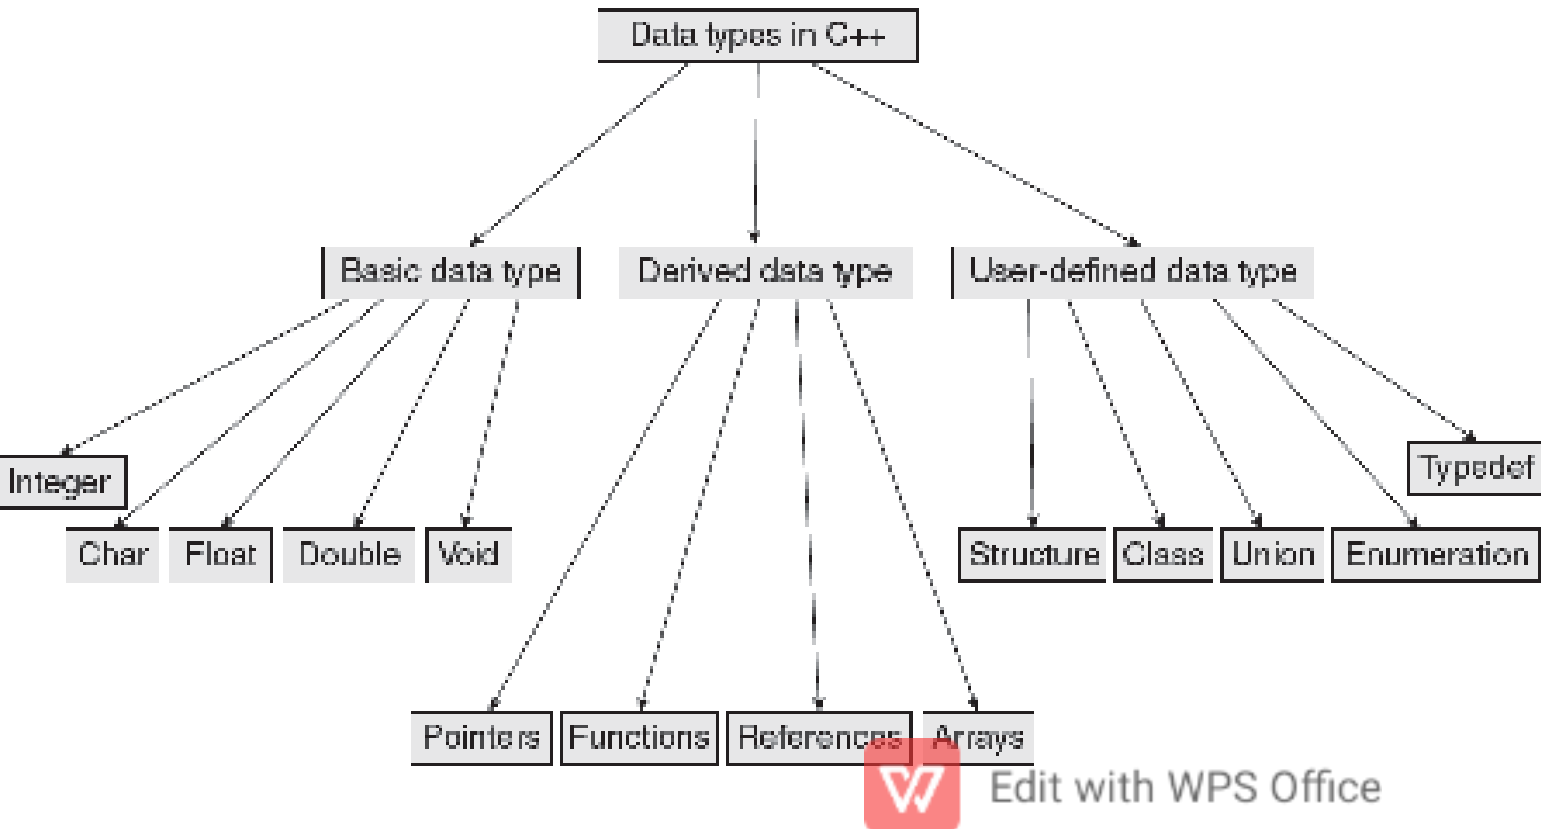 Data types in C++
Basic data type
Derived data type
User-defined data type
Integer
Typedef
Char
Float
Double
Void
Structure
Class
Union
Enumeration
Pointers
Functions
References
Arrays
Edit with WPS Office